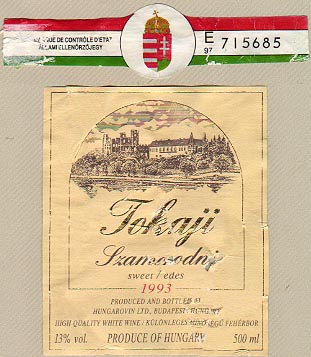 DE CONTRÔLE D'ETAT
ÁLLAMI ELLENŐRZŐJEGY
E
97 715685
Tokaji
Szamorodni
sweet / édes
1993
PRODUCED AND BOTTLED BY
HUNGAROVIN LTD., BUDAPEST / HUNGARY
HIGH QUALITY WHITE WINE / KÜLÖNLEGES MINŐSÉGŰ FEHÉRBOR
13% vol. PRODUCE OF HUNGARY 500 ml